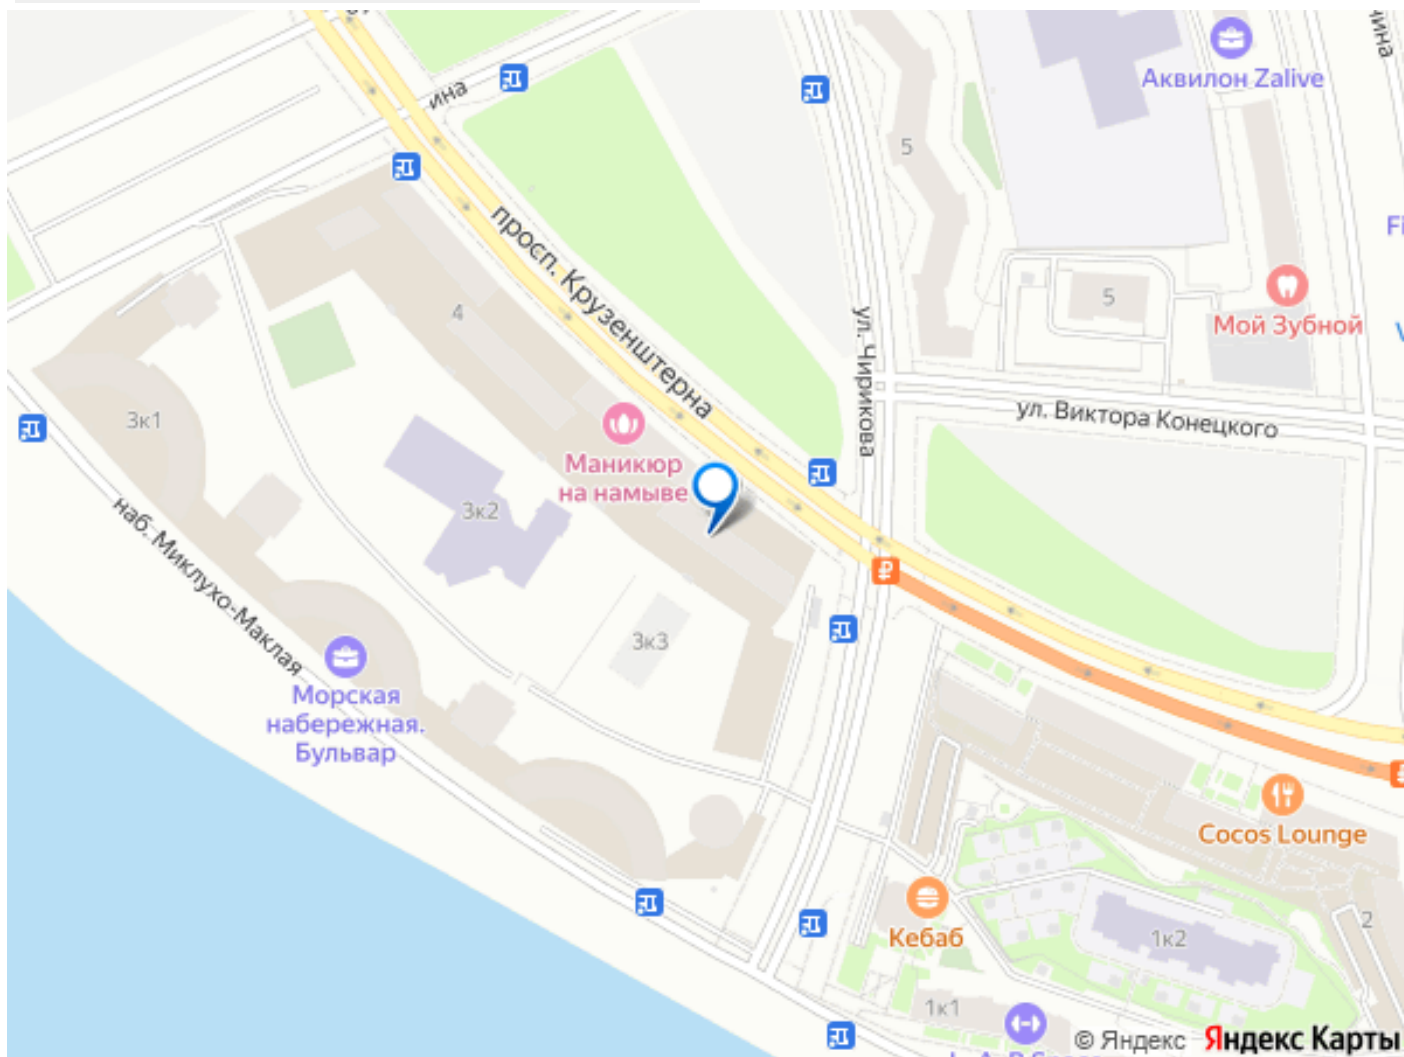 Аквилон Zalive
ина
чина
5
просп. Крузенштерна
5
Мой Зубной
4
ул. Чирикова
3к1
ул. Виктора Конецкого
Маникюр
на намыве
3к2
наб. Миклухо-Маклая
3к3
Морская
набережная.
Бульвар
Cocos Lounge
Кебаб
1к2
2
1к1
© Яндекс Яндекс Карты